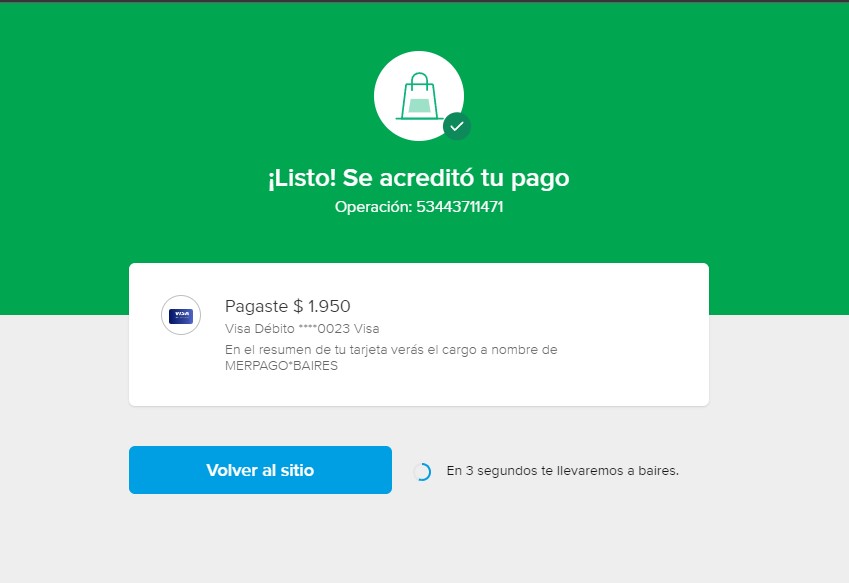 ¡Listo! Se acreditó tu pago
Operación: 53443711471
VISA
Pagaste $ 1.950
Visa Débito ****0023 Visa
En el resumen de tu tarjeta verás el cargo a nombre de
MERPAGO*BAIRES
Volver al sitio
En 3 segundos te llevaremos a baires.